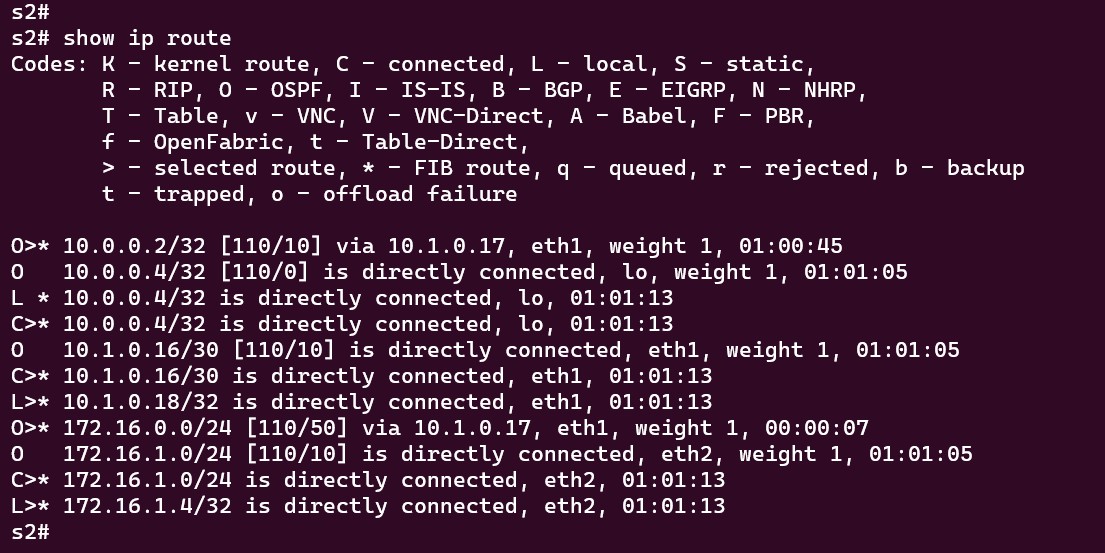 s2#
s2# show ip route
Codes: K - kernel route, C - connected, L - local, S - static,
       R - RIP, O - OSPF, I - IS-IS, B - BGP, E - EIGRP, N - NHRP,
       T - Table, v - VNC, V - VNC-Direct, A - Babel, F - PBR,
       f - OpenFabric, t - Table-Direct,
       > - selected route, * - FIB route, q - queued, r - rejected, b - backup
       t - trapped, o - offload failure

O>* 10.0.0.2/32 [110/10] via 10.1.0.17, eth1, weight 1, 01:00:45
O   10.0.0.4/32 [110/0] is directly connected, lo, weight 1, 01:01:05
L * 10.0.0.4/32 is directly connected, lo, 01:01:13
C>* 10.0.0.4/32 is directly connected, lo, 01:01:13
O   10.1.0.16/30 [110/10] is directly connected, eth1, weight 1, 01:01:05
C>* 10.1.0.16/30 is directly connected, eth1, 01:01:13
L>* 10.1.0.18/32 is directly connected, eth1, 01:01:13
O>* 172.16.0.0/24 [110/50] via 10.1.0.17, eth1, weight 1, 00:00:07
O   172.16.1.0/24 [110/10] is directly connected, eth2, weight 1, 01:01:05
C>* 172.16.1.0/24 is directly connected, eth2, 01:01:13
L>* 172.16.1.4/32 is directly connected, eth2, 01:01:13
s2#